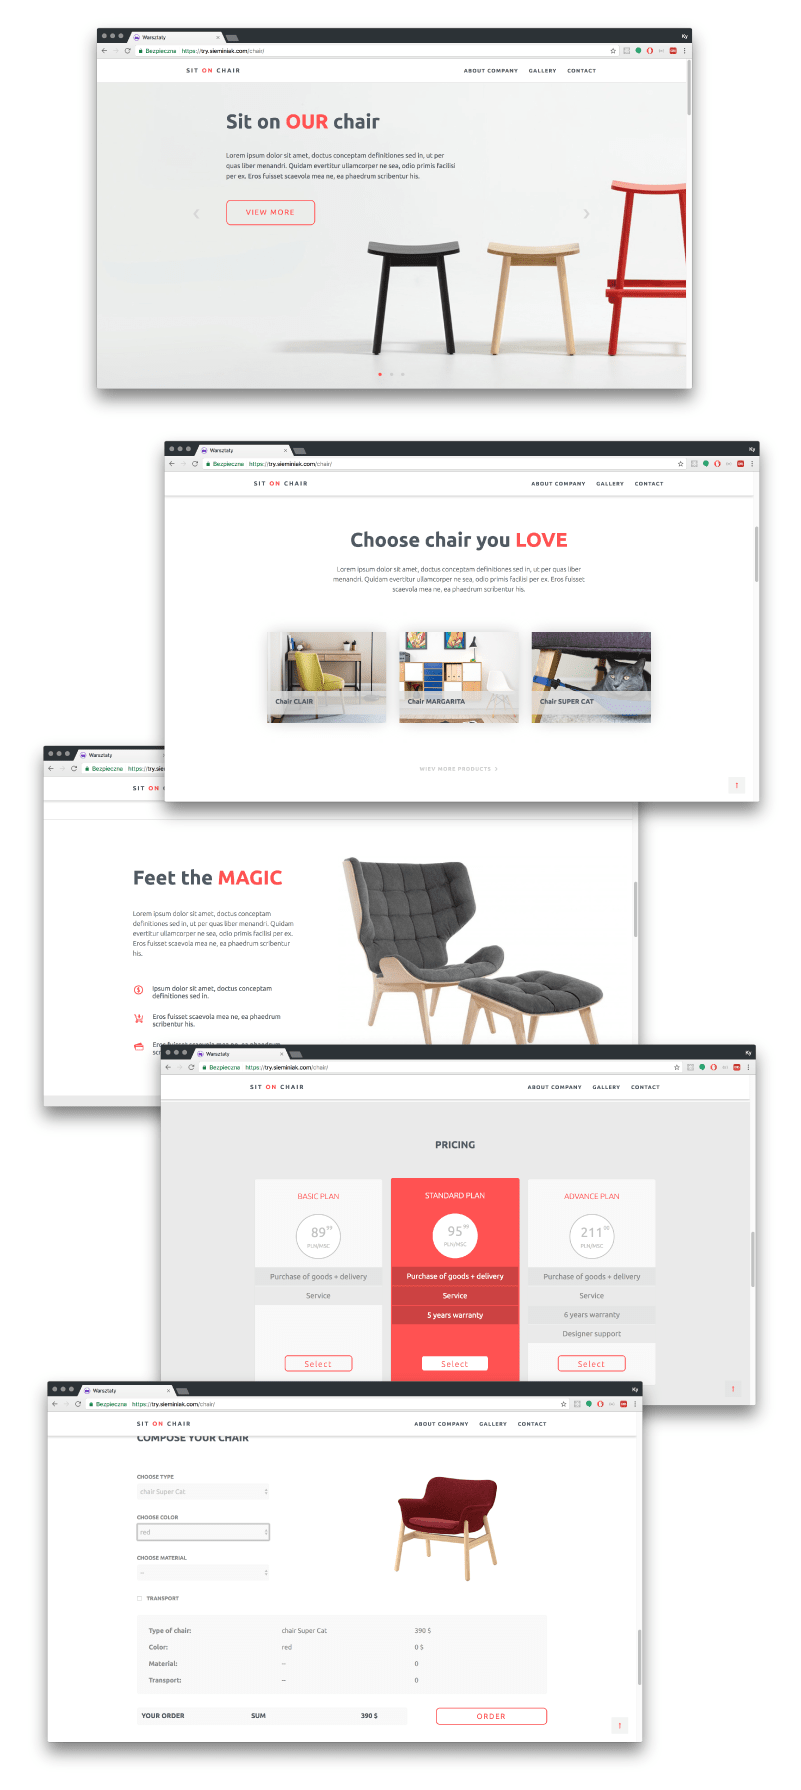 Warsztaty
Ky
Bezpieczna https://try.sieminiak.com/chair/
SIT ON CHAIR ABOUT COMPANY GALLERY CONTACT
Sit on OUR chair
Lorem ipsum dolor sit amet, doctus conceptam definitiones sed in, ut per
quas liber menandri. Quidam evertitur ullamcorper ne sea, odio primis facilisi
per ex. Eros fuisset scaevola mea ne, ea phaedrum scribentur his.
VIEW MORE
Warsztaty
Ky
Bezpieczna https://try.sieminiak.com/chair/
SIT ON CHAIR ABOUT COMPANY GALLERY CONTACT
Choose chair you LOVE
Lorem ipsum dolor sit amet, doctus conceptam definitiones sed in, ut per liber
menandri. Quidam evertitur ullamcorper ne sea, odio primis facilisi per ex. Eros fuisset
scaevola mea ne, ea phaedrum scribentur his.
Chair CLAIR
Chair MARGARITA
Chair SUPER CAT
WIEV MORE PRODUCTS
Warsztaty
Bezpieczna https://try.siemi
SIT ON C
Feet the MAGIC
Lorem ipsum dolor sit amet, doctus conceptam
definitiones sed in, ut per liber menandri. Quidam
evertitur ullamcorper ne sea, odio primis facilisi per ex.
Eros fuisset scaevola mea ne, ea phaedrum scribentur
his.
Ipsum dolor sit amet, doctus conceptam
definitiones sed in.
Eros fuisset scaevola mea ne, ea phaedrum
scribentur his.
Eros fuisset scaevola mea ne, ea phaedrum
sc
Warsztaty
Ky
Bezpieczna https://try.sieminiak.com/chair/
SIT ON CHAIR ABOUT COMPANY GALLERY CONTACT
PRICING
BASIC PLAN
89 99
PLN/MSC
Purchase of goods + delivery
Service
Select
STANDARD PLAN
95
PLN/MSC
Purchase of goods + delivery
Service
5 years warranty
Select
ADVANCE PLAN
211
PLN/MSC
Purchase of goods + delivery
Service
6 years warranty
Designer support
Select
Warsztaty
Ky
Bezpieczna https://try.sieminiak.com/chair/
SIT ON CHAIR ABOUT COMPANY GALLERY CONTACT
COMPOSE YOUR CHAIR
CHOOSE TYPE
chair Super Cat
CHOOSE COLOR
red
CHOOSE MATERIAL
--
TRANSPORT
Type of chair: chair Super Cat 390 $
Color: red 0 $
Material: -- 0
Transport: -- 0
YOUR ORDER SUM 390 $
ORDER